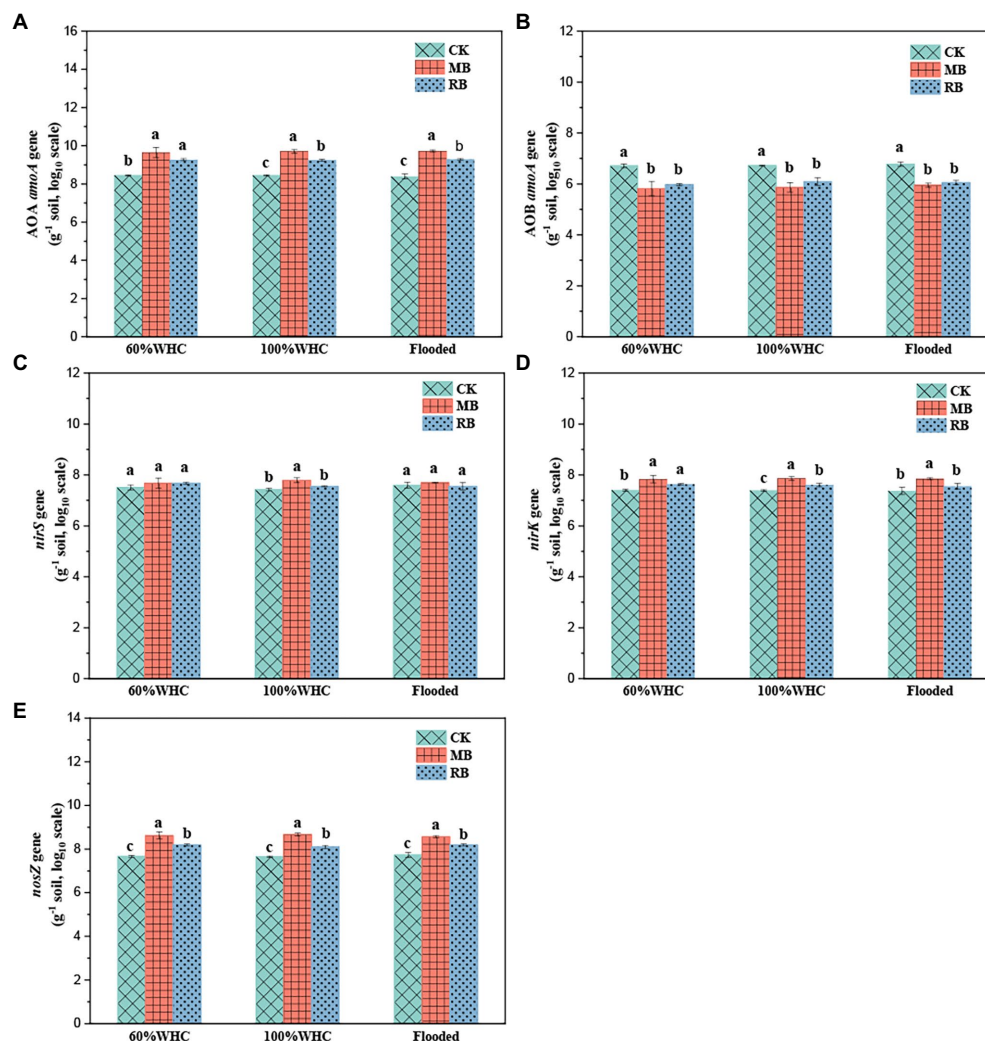 A
AOA amoA gene
(g⁻¹ soil, log₁₀ scale)
16
14
12
10
8
6
4
2
0
CK
MB
RB
b a a
c a b
c a b
60%WHC 100%WHC Flooded
B
AOB amoA gene
(g⁻¹ soil, log₁₀ scale)
12
10
8
6
4
2
0
CK
MB
RB
a b b
a b b
a b b
60%WHC 100%WHC Flooded
C
nirS gene
(g⁻¹ soil, log₁₀ scale)
12
10
8
6
4
2
0
CK
MB
RB
a a a
b a b
a a a
60%WHC 100%WHC Flooded
D
nirK gene
(g⁻¹ soil, log₁₀ scale)
12
10
8
6
4
2
0
CK
MB
RB
b a a
c a b
b a b
60%WHC 100%WHC Flooded
E
nosZ gene
(g⁻¹ soil, log₁₀ scale)
14
12
10
8
6
4
2
0
CK
MB
RB
c a b
c a b
c a b
60%WHC 100%WHC Flooded